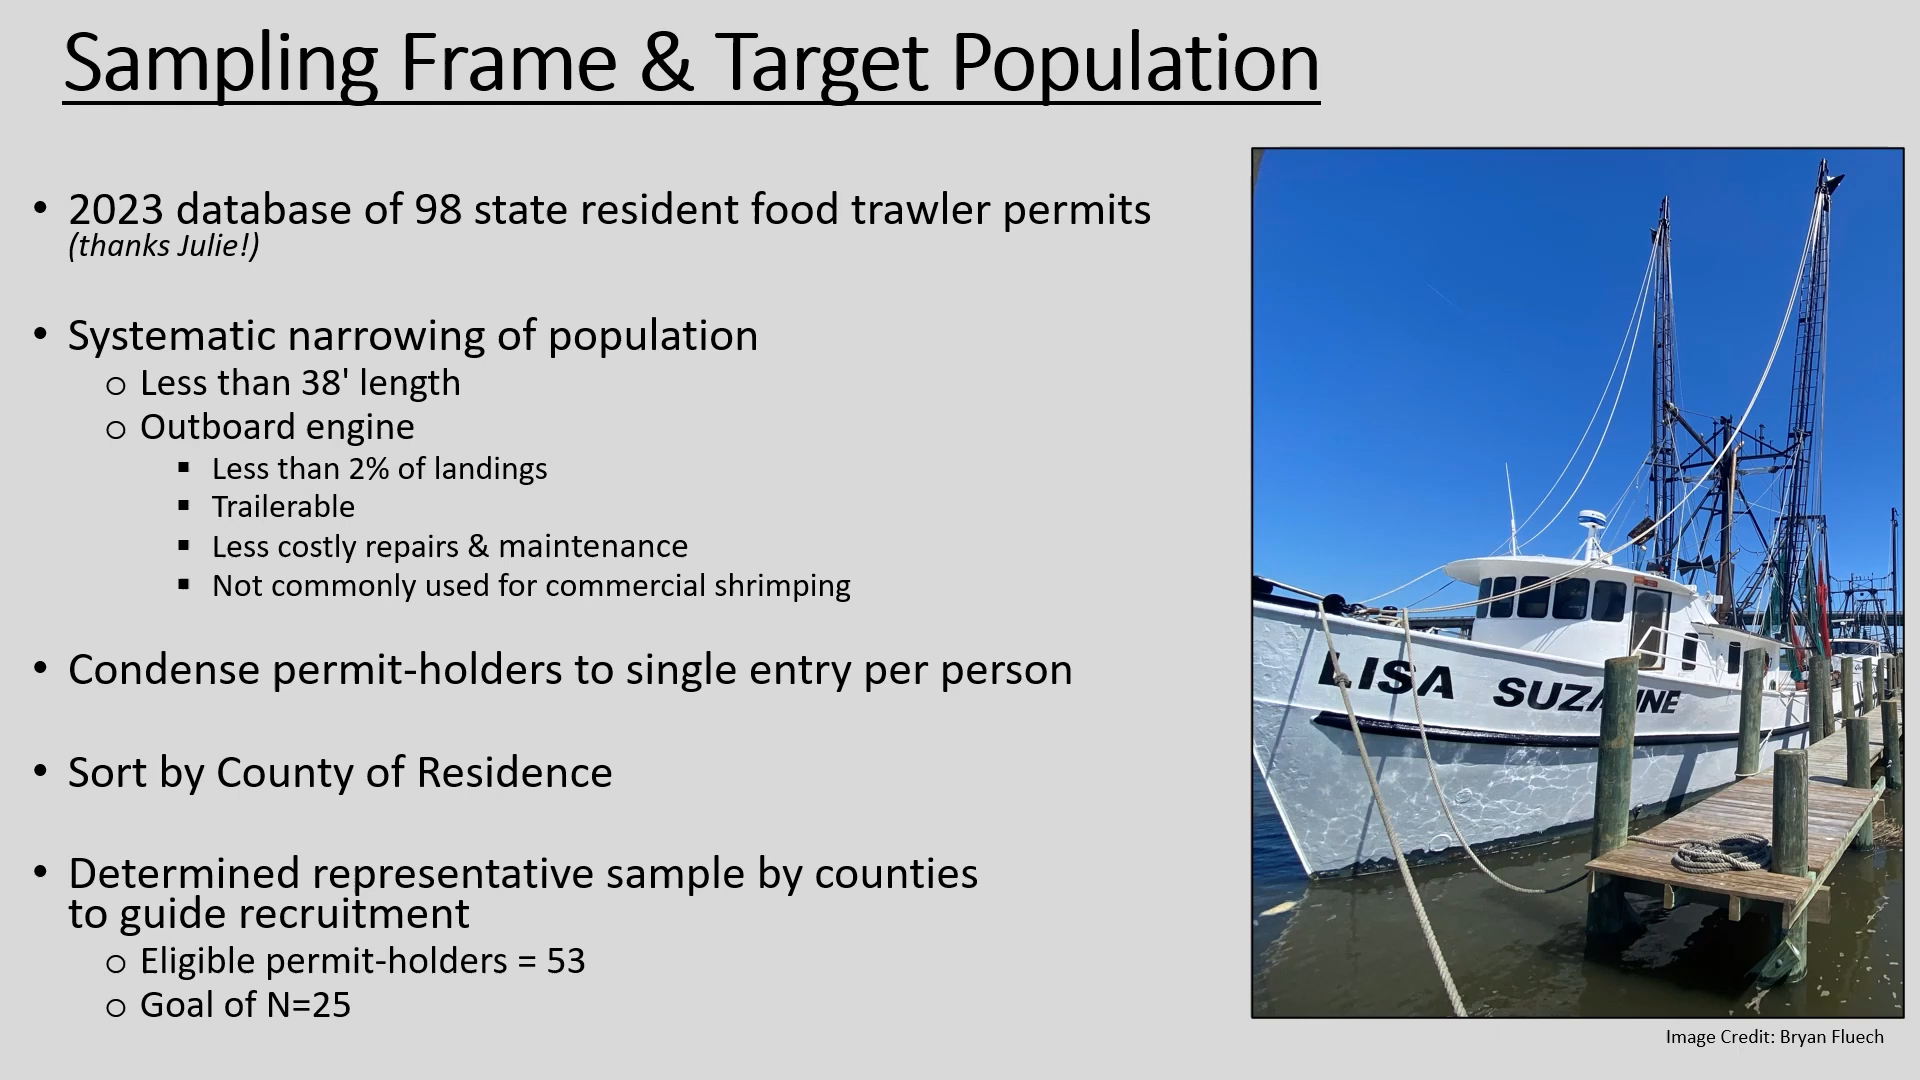 Sampling Frame & Target Population
• 2023 database of 98 state resident food trawler permits
(thanks Julie!)
• Systematic narrowing of population
o Less than 38' length
o Outboard engine
▪ Less than 2% of landings
▪ Trailerable
▪ Less costly repairs & maintenance
▪ Not commonly used for commercial shrimping
• Condense permit-holders to single entry per person
• Sort by County of Residence
• Determined representative sample by counties
to guide recruitment
o Eligible permit-holders = 53
o Goal of N=25
LISA SUZANNE
Image Credit: Bryan Fluech